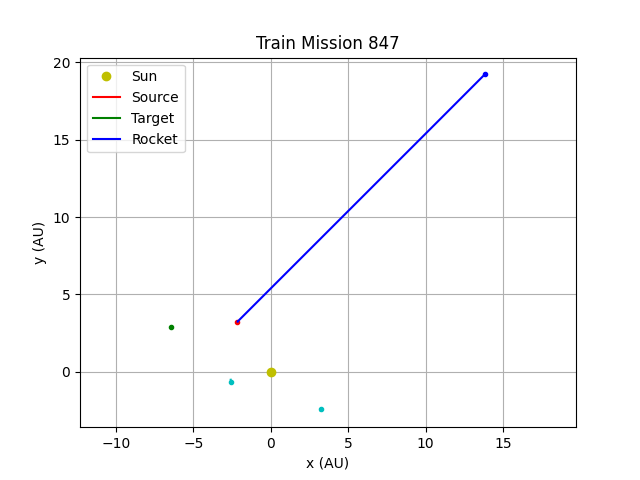 Train Mission 847
Sun
Source
Target
Rocket
20
15
10
5
0
y (AU)
−10
−5
0
5
10
15
x (AU)